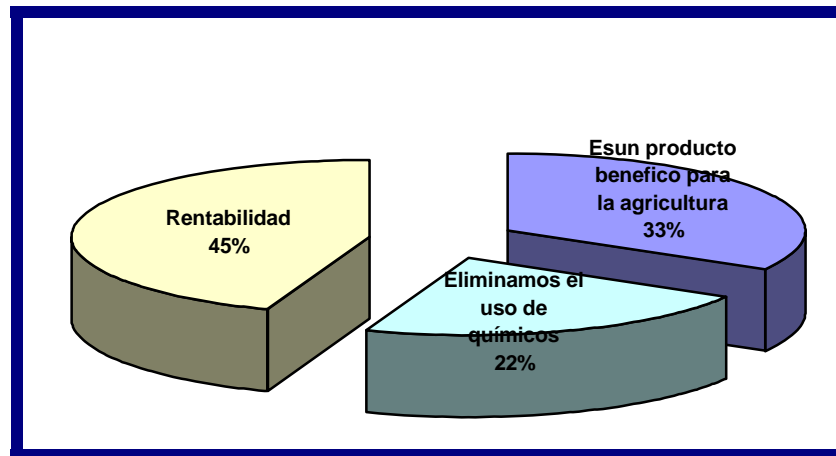 Esun producto
benefico para
la agricultura
33%
Rentabilidad
45%
Eliminamos el
uso de
químicos
22%